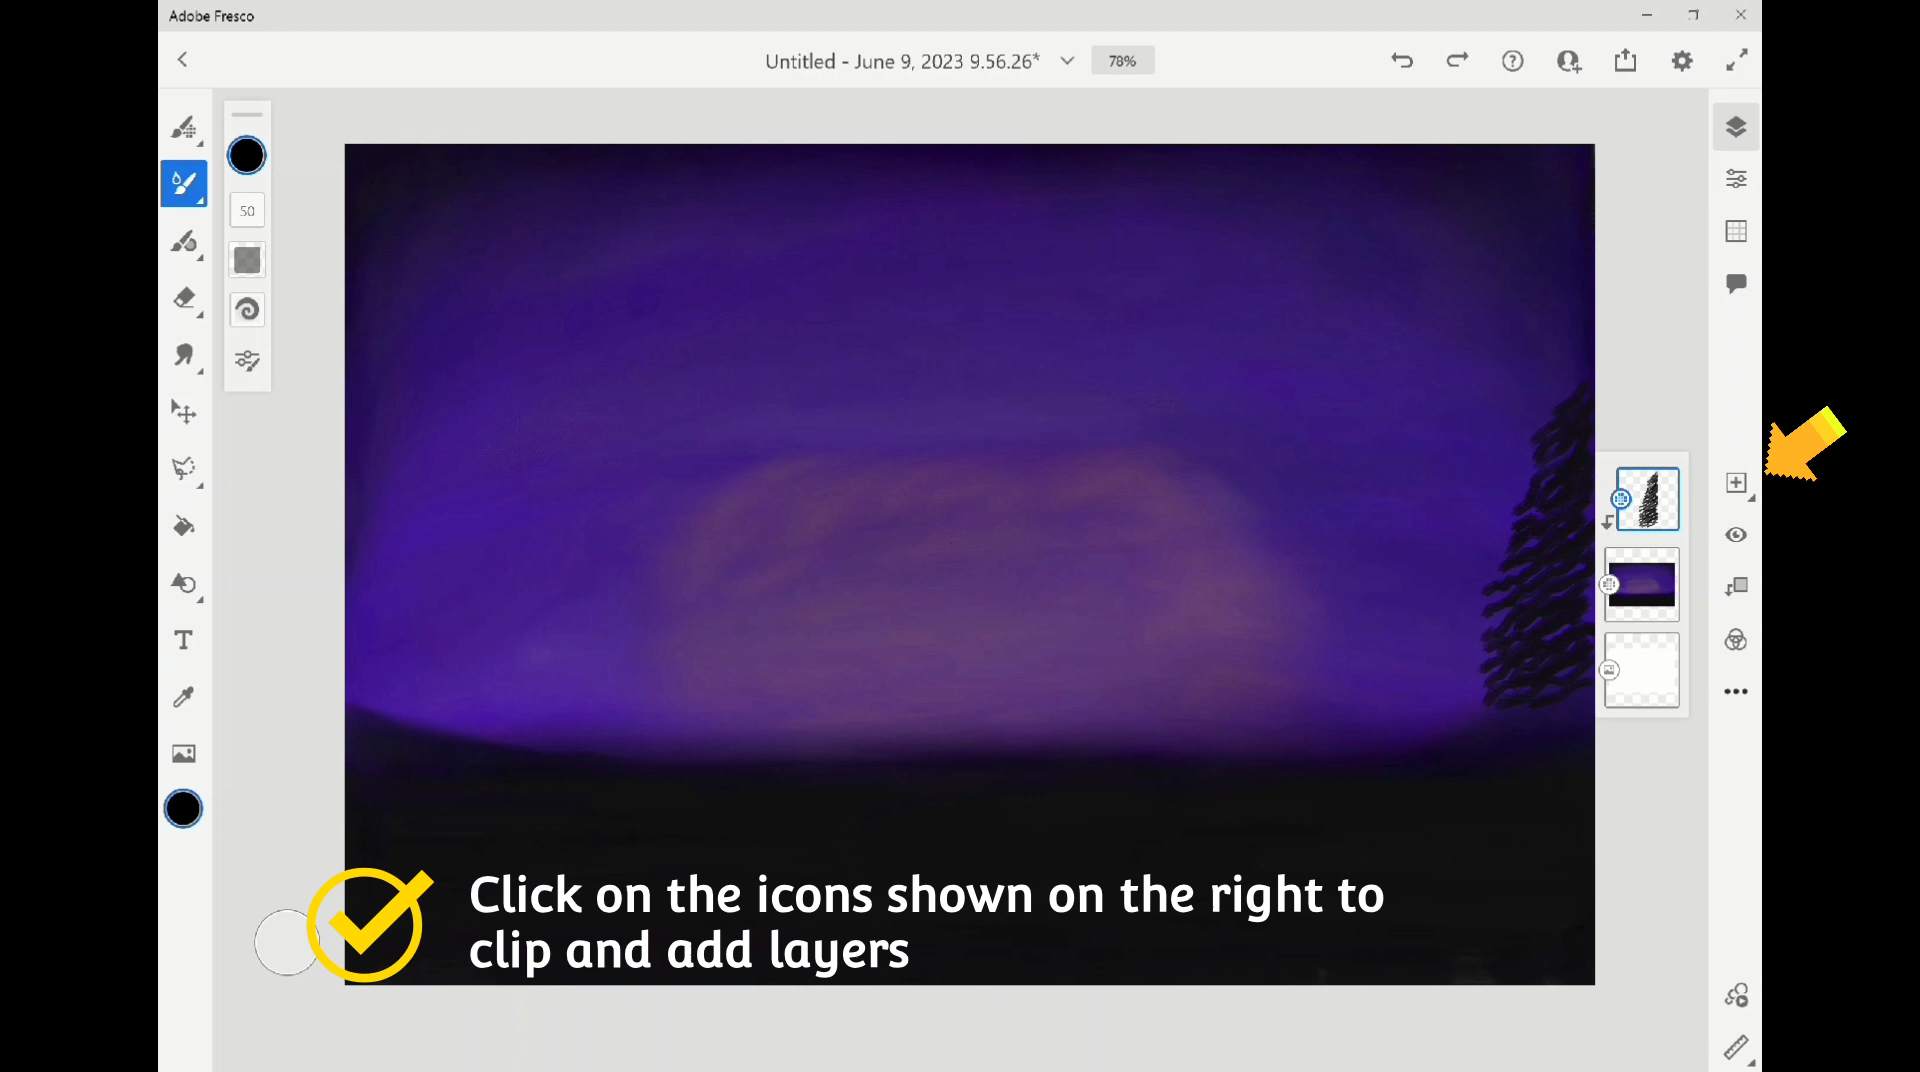 Adobe Fresco
Untitled - June 9, 2023 9.56.26*
78%
50
T
Click on the icons shown on the right to
clip and add layers